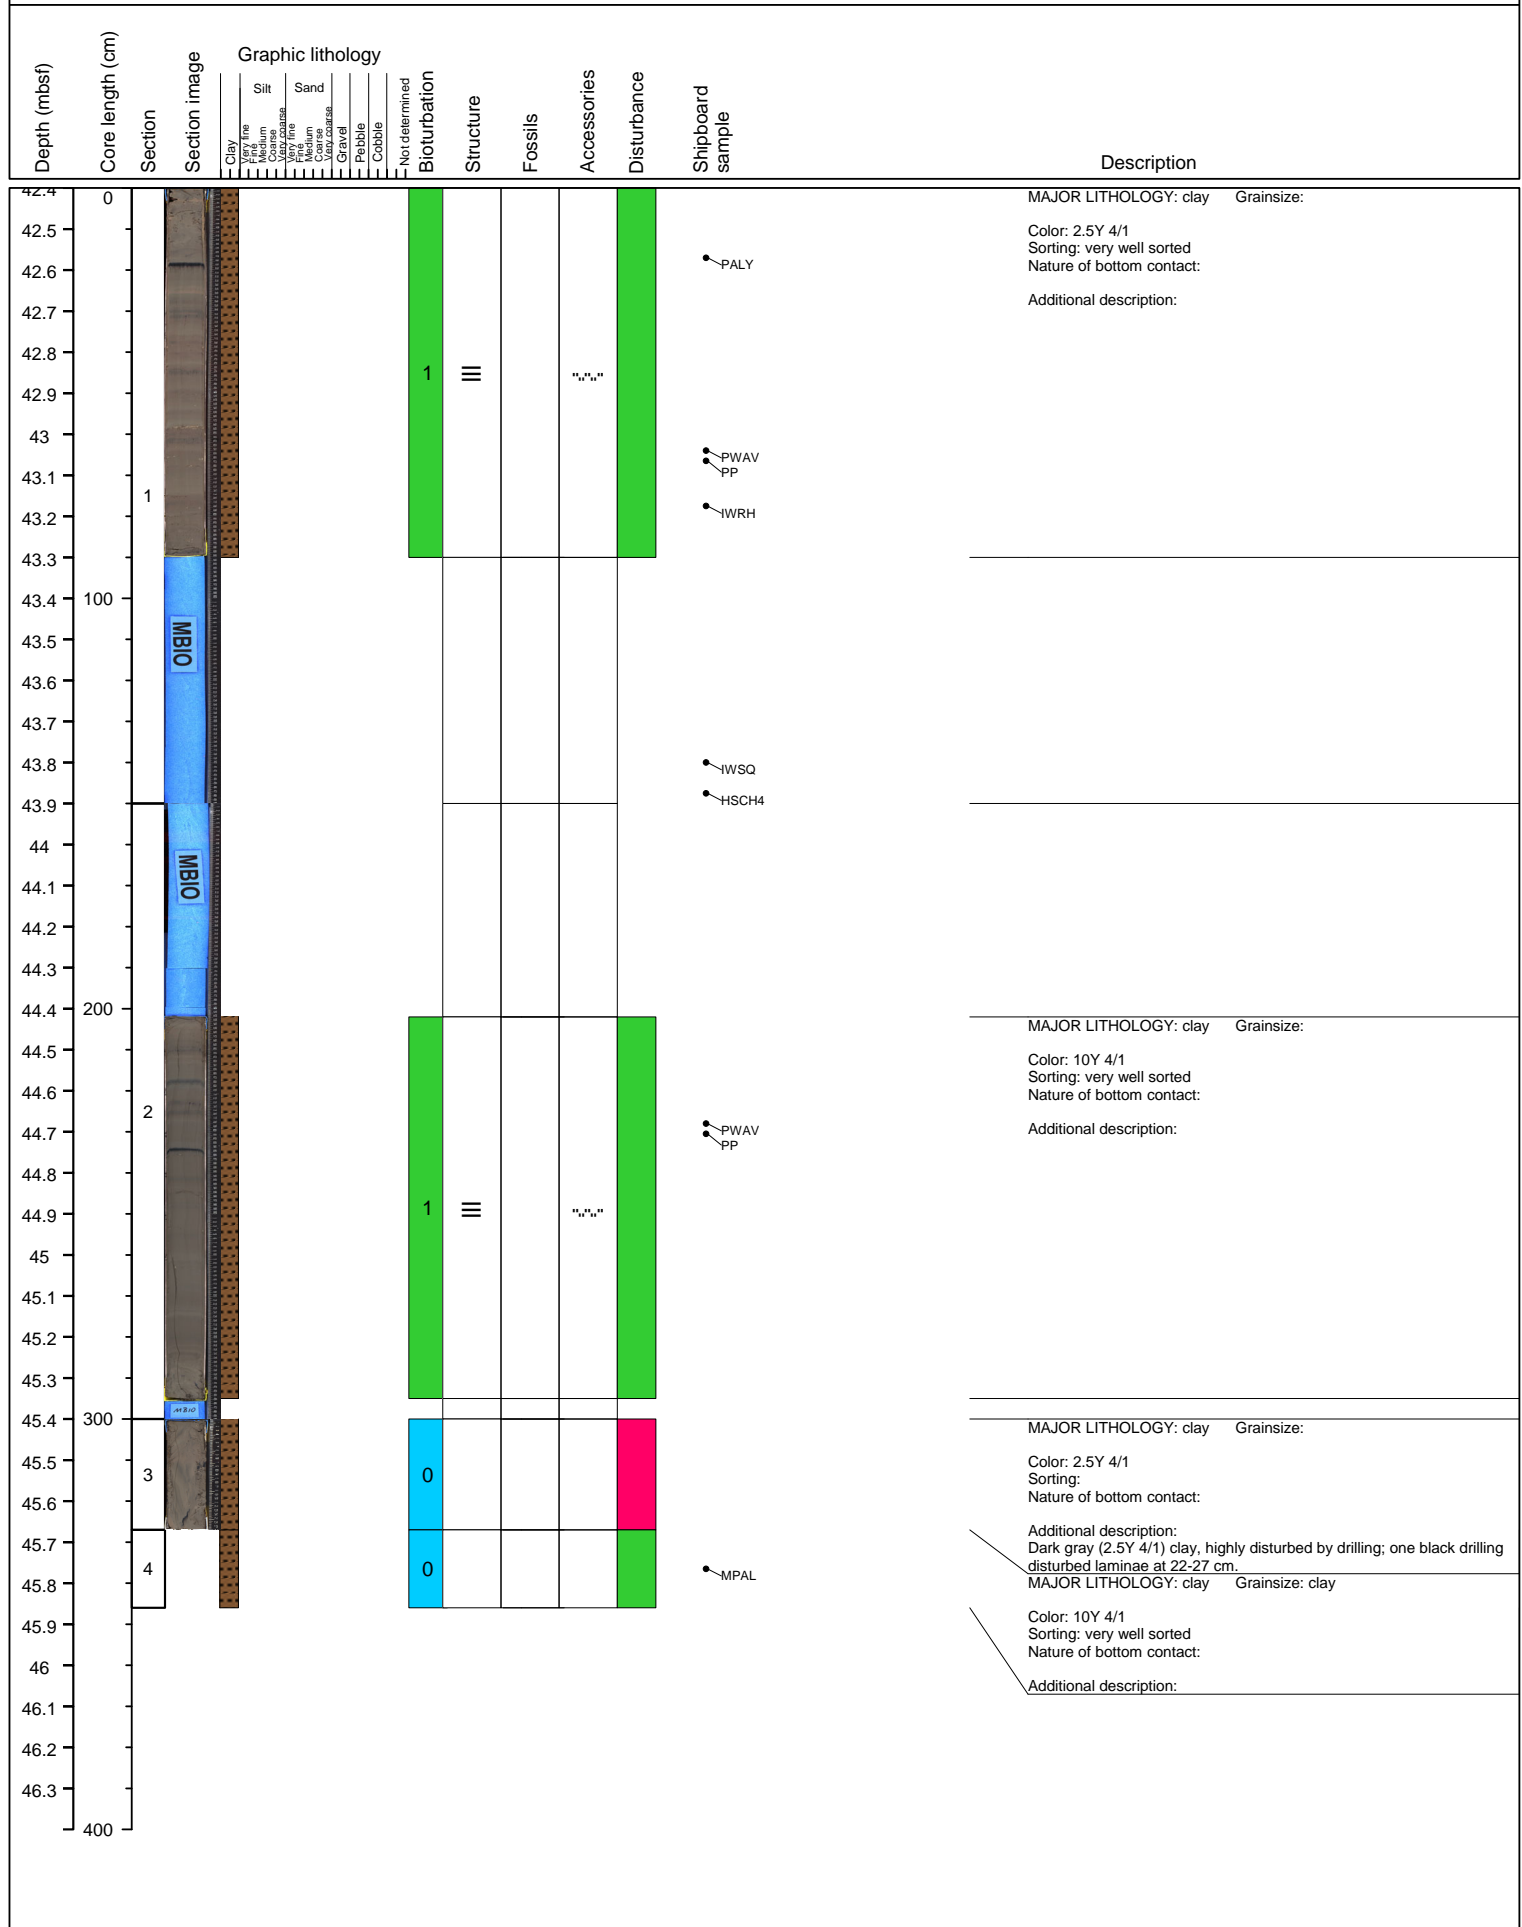 Depth (mbsf)
Core length (cm)
Section
Section image
Graphic lithology
Clay
Silt
Very fine
Fine
Medium
Coarse
Very coarse
Sand
Very fine
Fine
Medium
Coarse
Very coarse
Gravel
Pebble
Cobble
Not determined
Bioturbation
Structure
Fossils
Accessories
Disturbance
Shipboard
sample
Description
42.4
42.5
42.6
42.7
42.8
42.9
43
43.1
43.2
43.3
43.4
43.5
43.6
43.7
43.8
43.9
44
44.1
44.2
44.3
44.4
44.5
44.6
44.7
44.8
44.9
45
45.1
45.2
45.3
45.4
45.5
45.6
45.7
45.8
45.9
46
46.1
46.2
46.3
0
100
200
300
400
1
2
3
4
MBIO
MBIO
MBIO
1
1
0
0
PALY
PWAV
PP
IWRH
IWSQ
HSCH4
PWAV
PP
MPAL
MAJOR LITHOLOGY: clay Grainsize:
Color: 2.5Y 4/1
Sorting: very well sorted
Nature of bottom contact:
Additional description:
MAJOR LITHOLOGY: clay Grainsize:
Color: 10Y 4/1
Sorting: very well sorted
Nature of bottom contact:
Additional description:
MAJOR LITHOLOGY: clay Grainsize:
Color: 2.5Y 4/1
Sorting:
Nature of bottom contact:
Additional description:
Dark gray (2.5Y 4/1) clay, highly disturbed by drilling; one black drilling
disturbed laminae at 22-27 cm.
MAJOR LITHOLOGY: clay Grainsize: clay
Color: 10Y 4/1
Sorting: very well sorted
Nature of bottom contact:
Additional description: